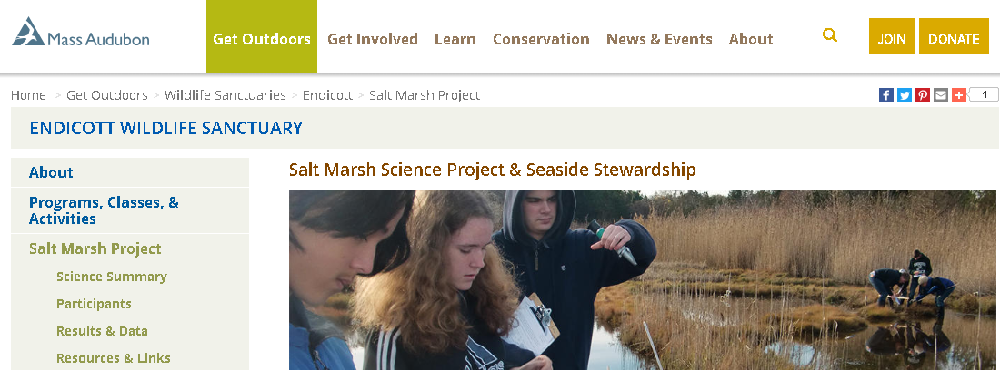 Mass Audubon
Get Outdoors Get Involved Learn Conservation News & Events About JOIN DONATE
Home > Get Outdoors > Wildlife Sanctuaries > Endicott > Salt Marsh Project 1
ENDICOTT WILDLIFE SANCTUARY
About
Programs, Classes, &
Activities
Salt Marsh Project
Science Summary
Participants
Results & Data
Resources & Links
Salt Marsh Science Project & Seaside Stewardship